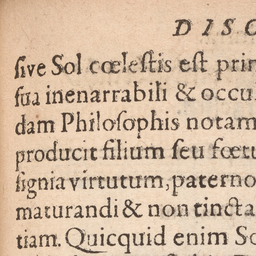 DISC
ſive Sol cœleſtis eſt prin
ſua inenarrabili & occul
dam Philoſophis notam
producit filium ſeu fœtu
ſignia virtutum, paterno
maturandi & non tincta
tiam. Quicquid enim So